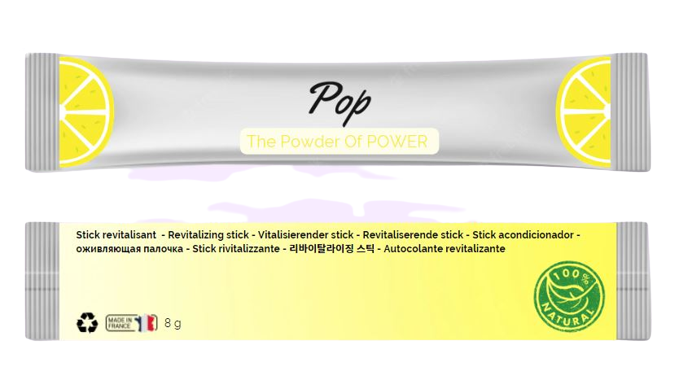 Pop
The Powder Of POWER
Stick revitalisant - Revitalizing stick - Vitalisierender stick - Revitaliserende stick - Stick acondicionador -
оживляющая палочка - Stick rivitalizzante - 리바이탈라이징 스틱 - Autocolante revitalizante
100%
NATURAL
MADE IN
FRANCE
8 g